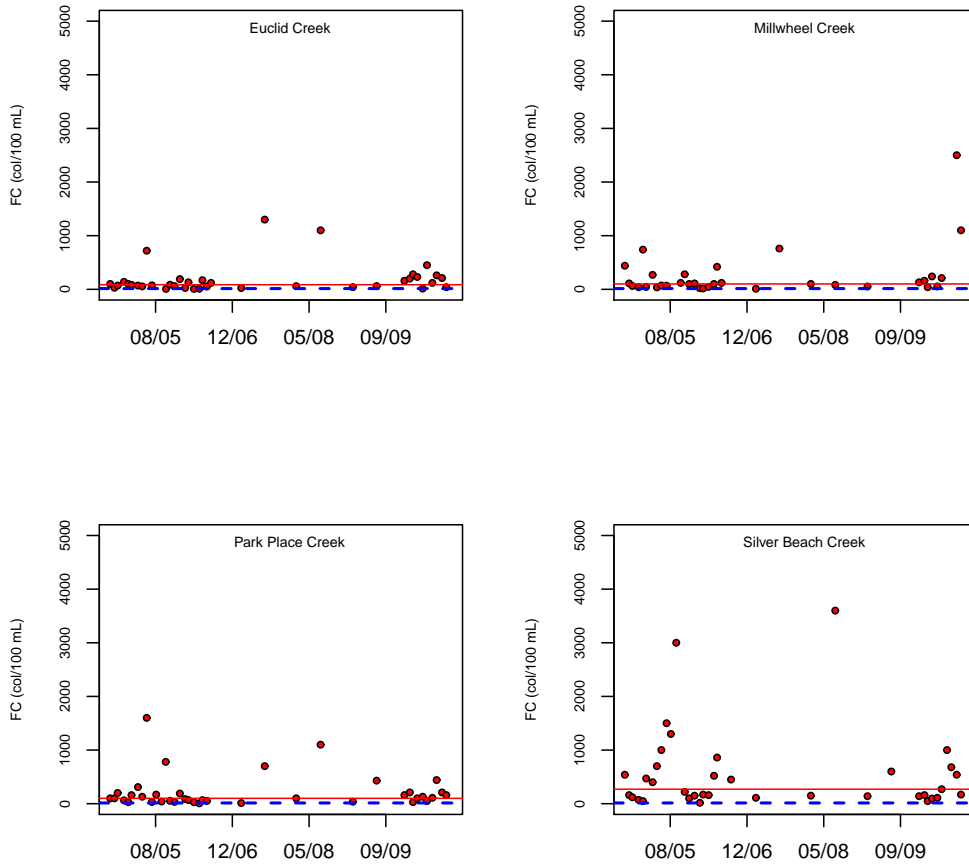 Euclid Creek
FC (col/100 mL)
5000
4000
3000
2000
1000
0
08/05 12/06 05/08 09/09
Millwheel Creek
FC (col/100 mL)
5000
4000
3000
2000
1000
0
08/05 12/06 05/08 09/09
Park Place Creek
FC (col/100 mL)
5000
4000
3000
2000
1000
0
08/05 12/06 05/08 09/09
Silver Beach Creek
FC (col/100 mL)
5000
4000
3000
2000
1000
0
08/05 12/06 05/08 09/09